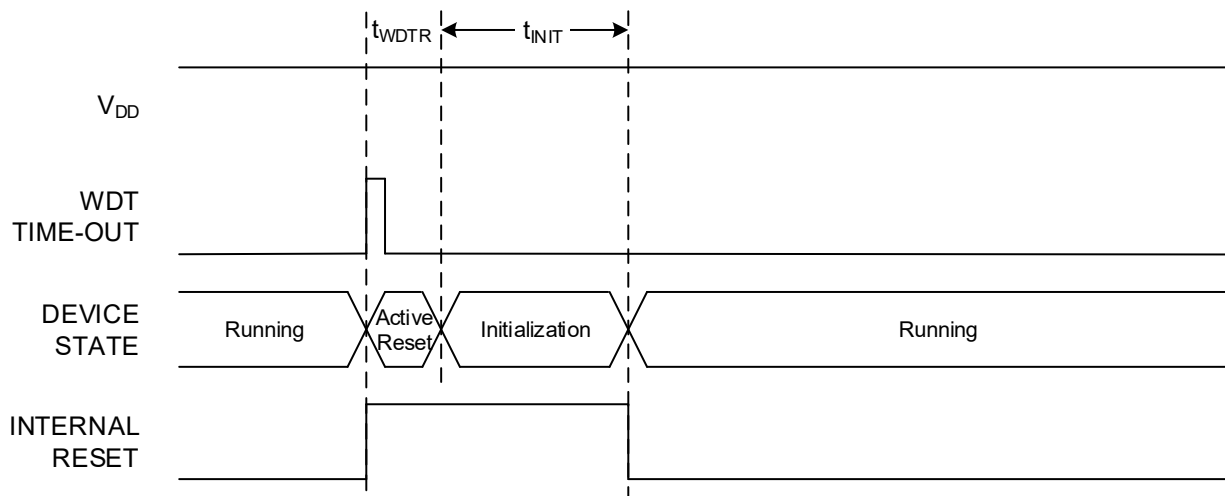 tWDTR
tINIT
VDD
WDT
TIME-OUT
DEVICE
STATE
Running
Active
Reset
Initialization
Running
INTERNAL
RESET